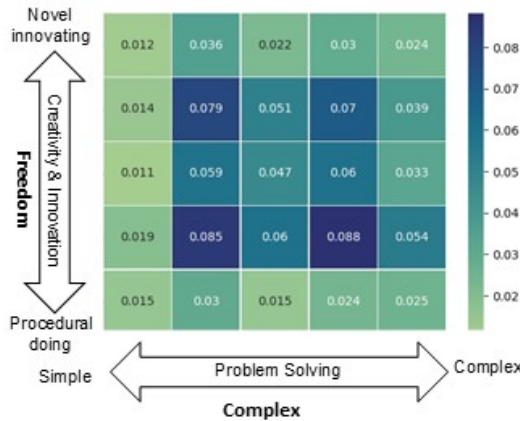 Novel
innovating
Freedom
Creativity & Innovation
Procedural
doing
0.012 0.036 0.022 0.03 0.024
0.014 0.079 0.051 0.07 0.039
0.011 0.059 0.047 0.06 0.033
0.019 0.085 0.06 0.088 0.054
0.015 0.03 0.015 0.024 0.025
0.08
0.07
0.06
0.05
0.04
0.03
0.02
Simple
Problem Solving
Complex
Complex